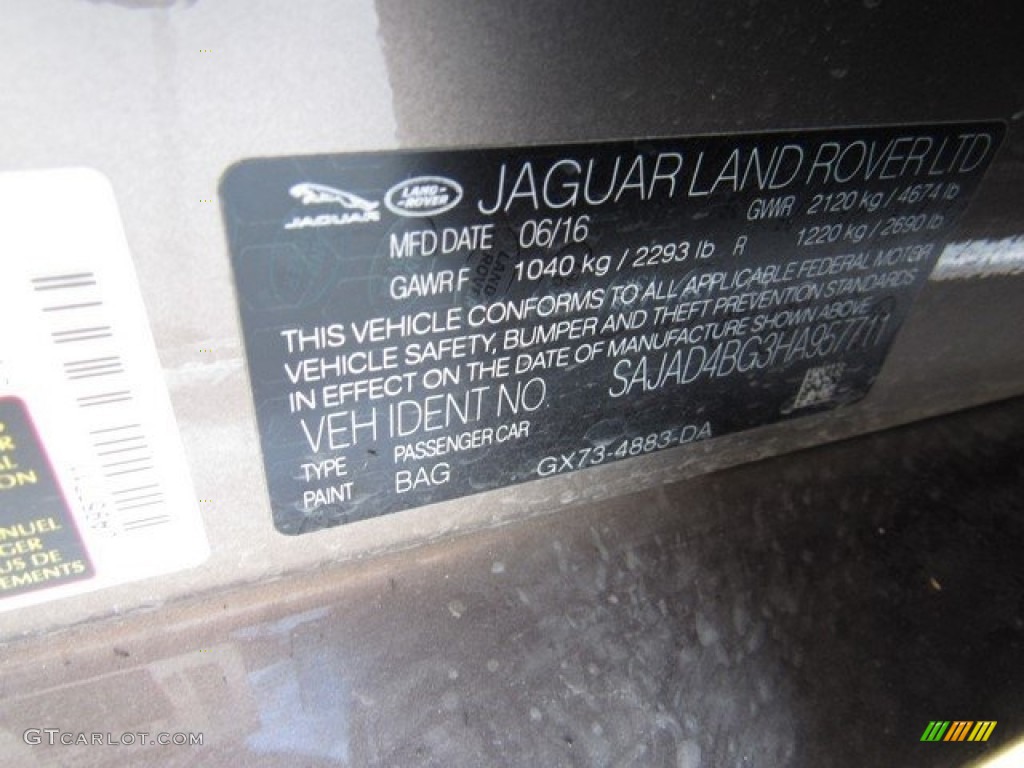 JAGUAR
LAND-
-ROVER
JAGUAR LAND ROVER LTD
MFD DATE 06/16 GWR 2120 kg / 4674 lb
GAWR F 1040 kg / 2293 lb R 1220 kg / 2690 lb
THIS VEHICLE CONFORMS TO ALL APPLICABLE FEDERAL MOTOR
VEHICLE SAFETY, BUMPER AND THEFT PREVENTION STANDARDS
IN EFFECT ON THE DATE OF MANUFACTURE SHOWN ABOVE
VEH IDENT NO SAJAD4BG3HA957711
TYPE PASSENGER CAR
PAINT BAG GX73-4883-DA
ON
NUEL
GER
US DE
EMENTS
GTCARLOT.COM